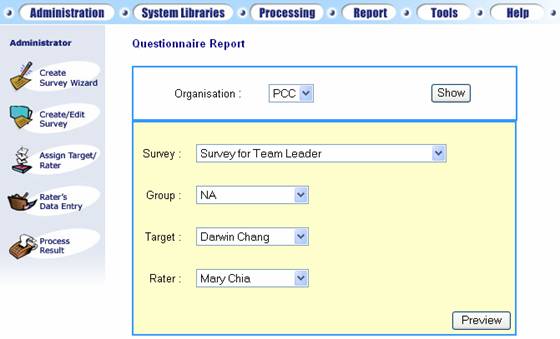 Administration System Libraries Processing Report Tools Help
Administrator
Create
Survey Wizard
Create/Edit
Survey
Assign Target/
Rater
Rater's
Data Entry
Process
Result
Questionnaire Report
Organisation : PCC Show
Survey : Survey for Team Leader
Group : NA
Target : Darwin Chang
Rater : Mary Chia
Preview